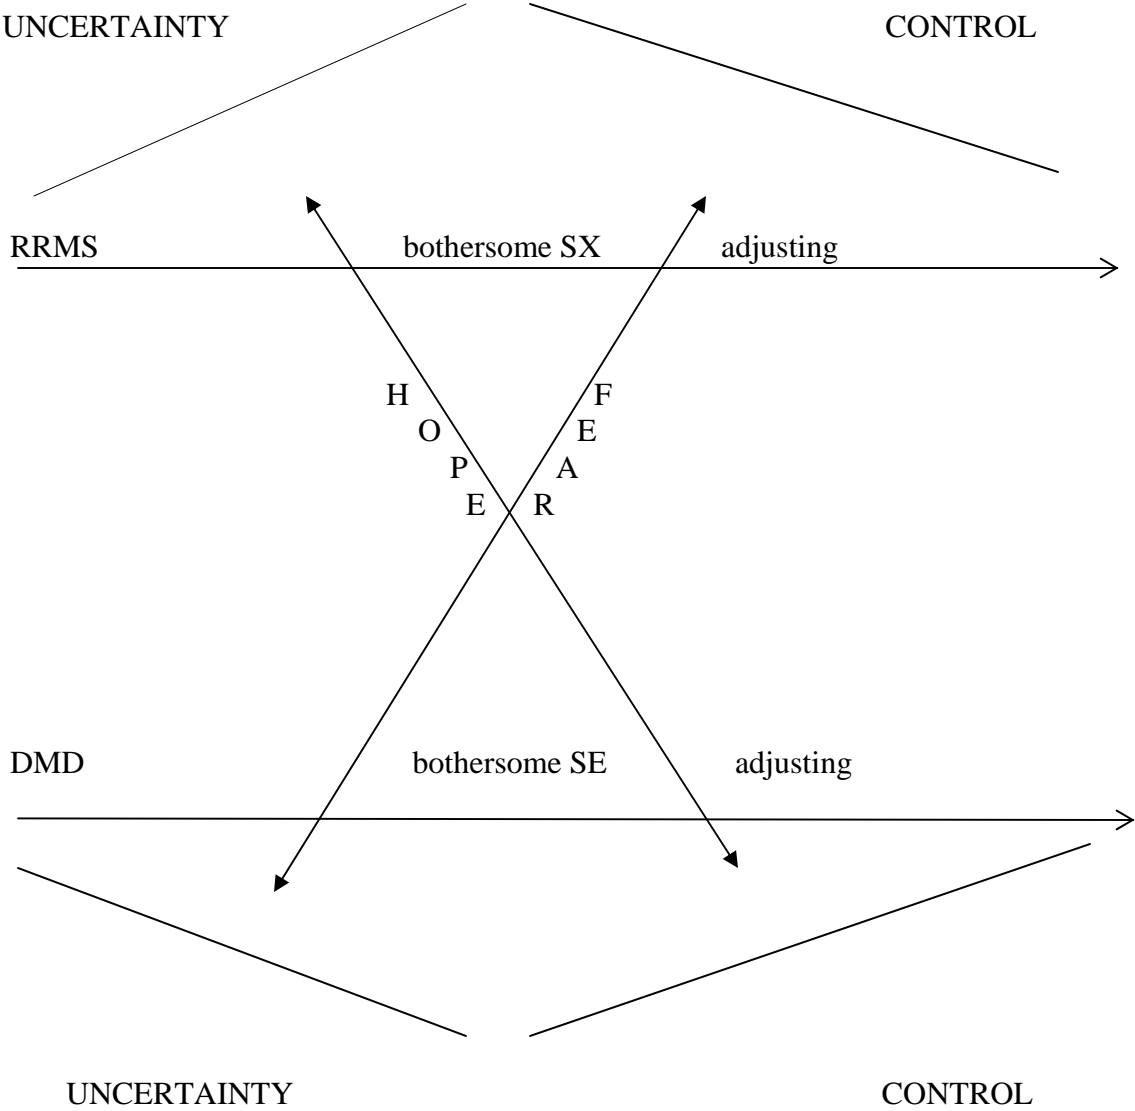 UNCERTAINTY CONTROL
RRMS bothersome SX adjusting
H F
O E
P A
E R
DMD bothersome SE adjusting
UNCERTAINTY CONTROL